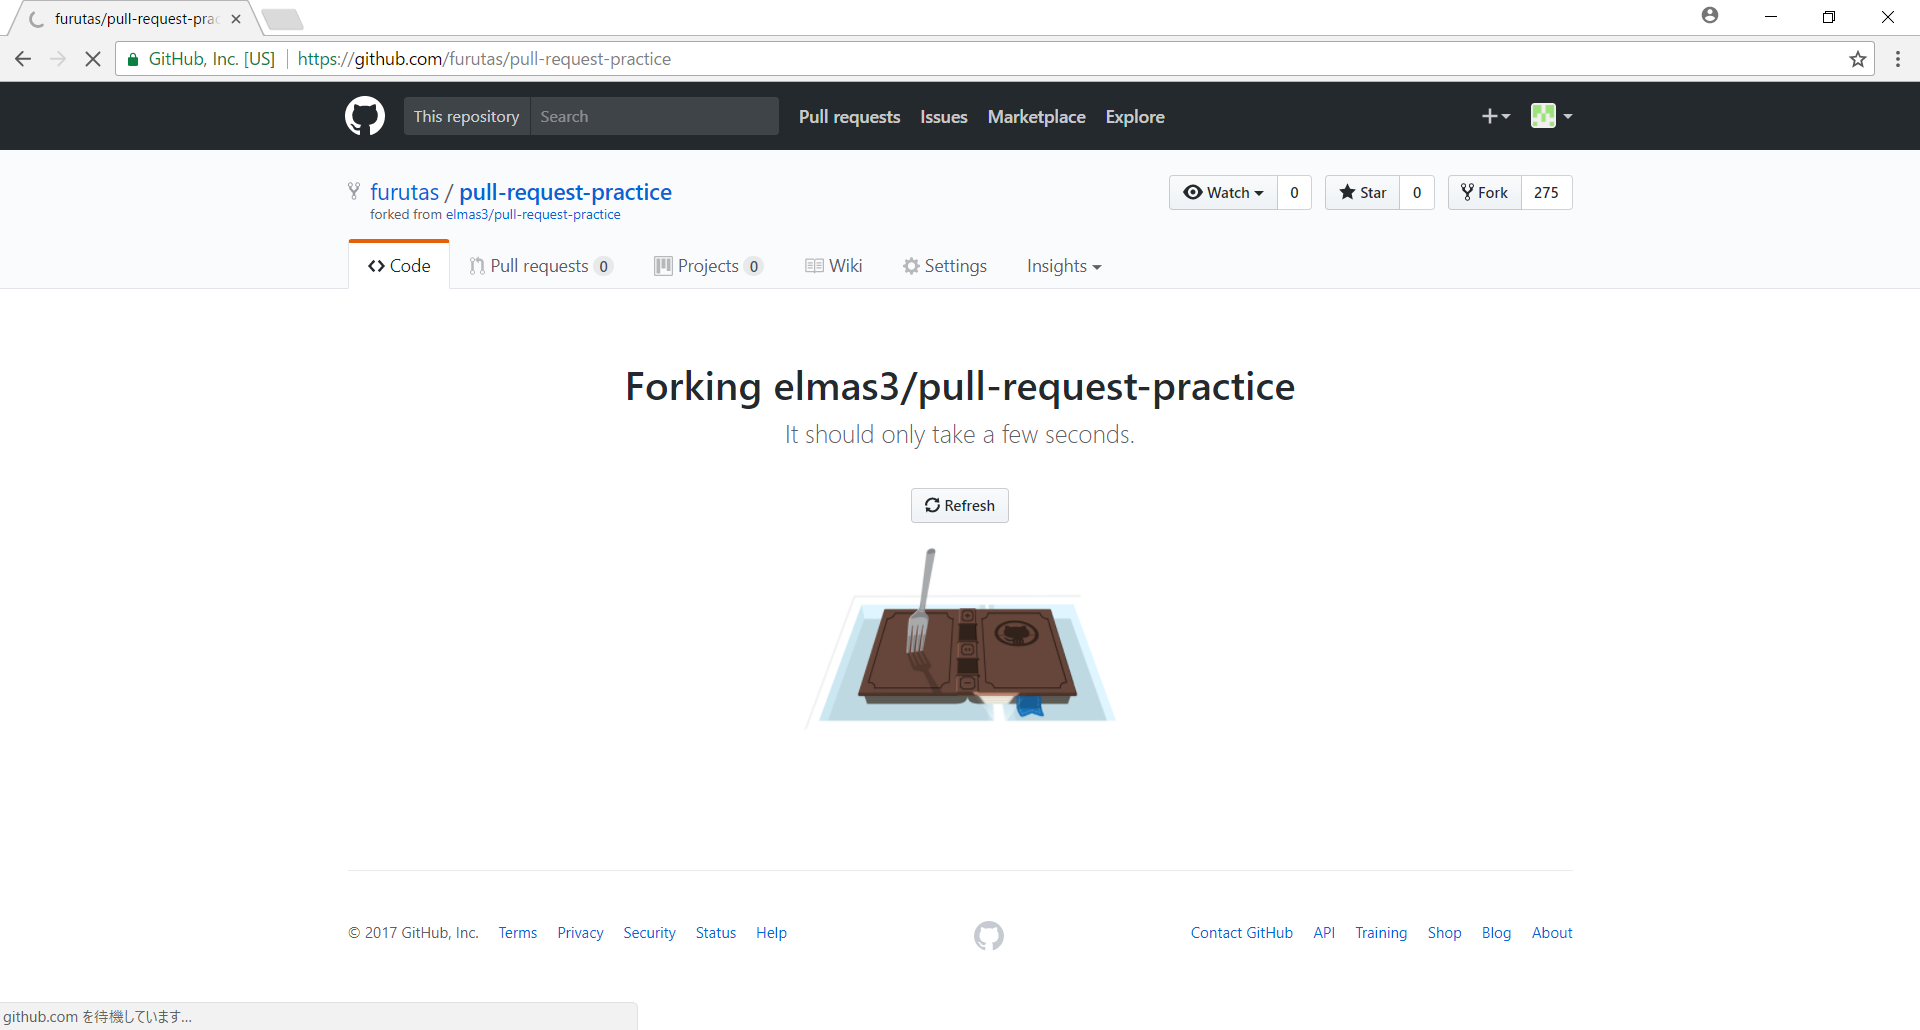 furutas/pull-request-prac
GitHub, Inc. [US] https://github.com/furutas/pull-request-practice
This repository Search Pull requests Issues Marketplace Explore
furutas / pull-request-practice Watch 0 Star 0 Fork 275
forked from elmas3/pull-request-practice
Code Pull requests 0 Projects 0 Wiki Settings Insights
Forking elmas3/pull-request-practice
It should only take a few seconds.
Refresh
© 2017 GitHub, Inc. Terms Privacy Security Status Help Contact GitHub API Training Shop Blog About
github.com を待機しています...